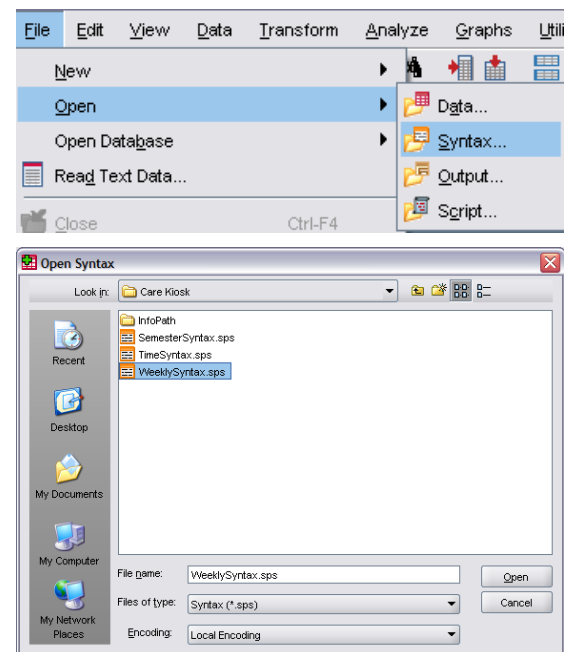 File Edit View Data Transform Analyze Graphs Utili
New
Open
Data...
Open Database
Syntax...
Read Text Data...
Output...
Close Ctrl-F4
Script...
Open Syntax
Look in: Care Kiosk
InfoPath
SemesterSyntax.sps
TimeSyntax.sps
WeeklySyntax.sps
Recent
Desktop
My Documents
My Computer
My Network
Places
File name: WeeklySyntax.sps Open
Files of type: Syntax (*.sps) Cancel
Encoding: Local Encoding